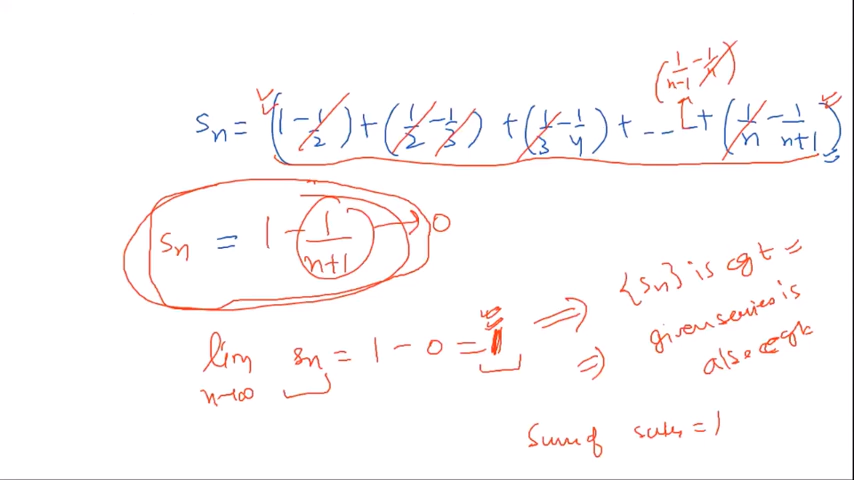 (1/(n-1) - 1/n)
Sn = (1 - 1/2) + (1/2 - 1/3) + (1/3 - 1/4) + -- + (1/n - 1/(n+1))
Sn = 1 - 1/(n+1) → 0
{Sn} is cgt =
lim n→∞ Sn = 1 - 0 = 1 ⇒ given series is
⇒ also cgt
Sum of =1